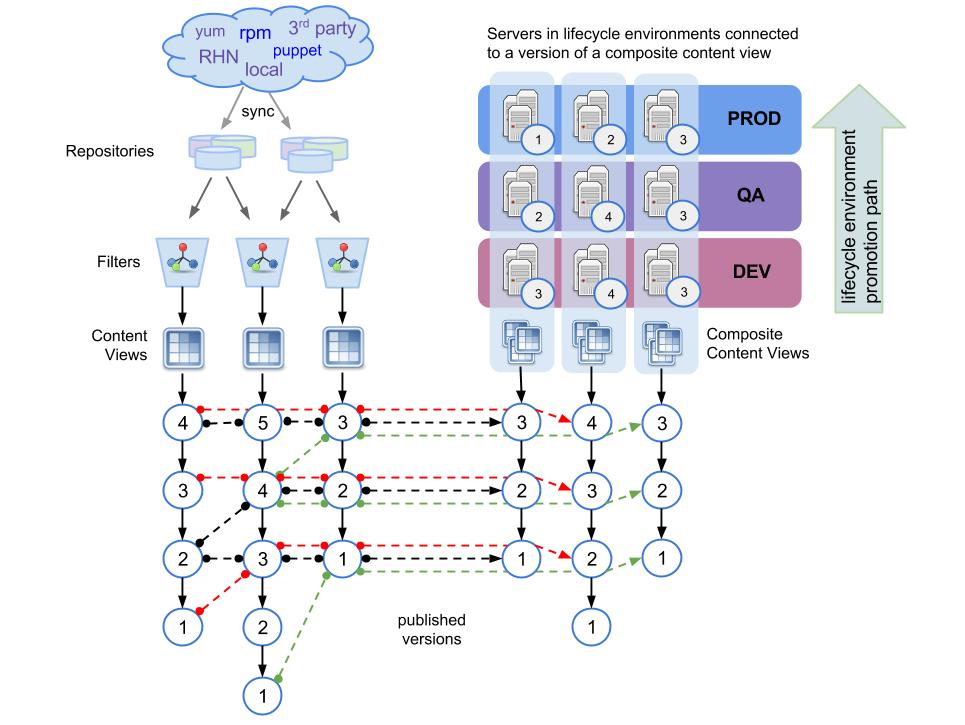 yum rpm 3rd party
RHN puppet
local
sync
Repositories
Filters
Content
Views
Servers in lifecycle environments connected
to a version of a composite content view
1 2 3 PROD
2 4 3 QA
3 4 3 DEV
lifecycle environment
promotion path
Composite
Content Views
4 5 3 3 4 3
3 4 2 2 3 2
2 3 1 1 2 1
1 2 1
published
versions
1